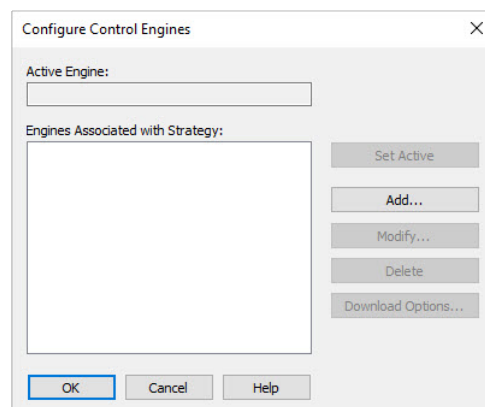 Configure Control Engines
Active Engine:
Engines Associated with Strategy:
Set Active
Add...
Modify...
Delete
Download Options...
OK Cancel Help